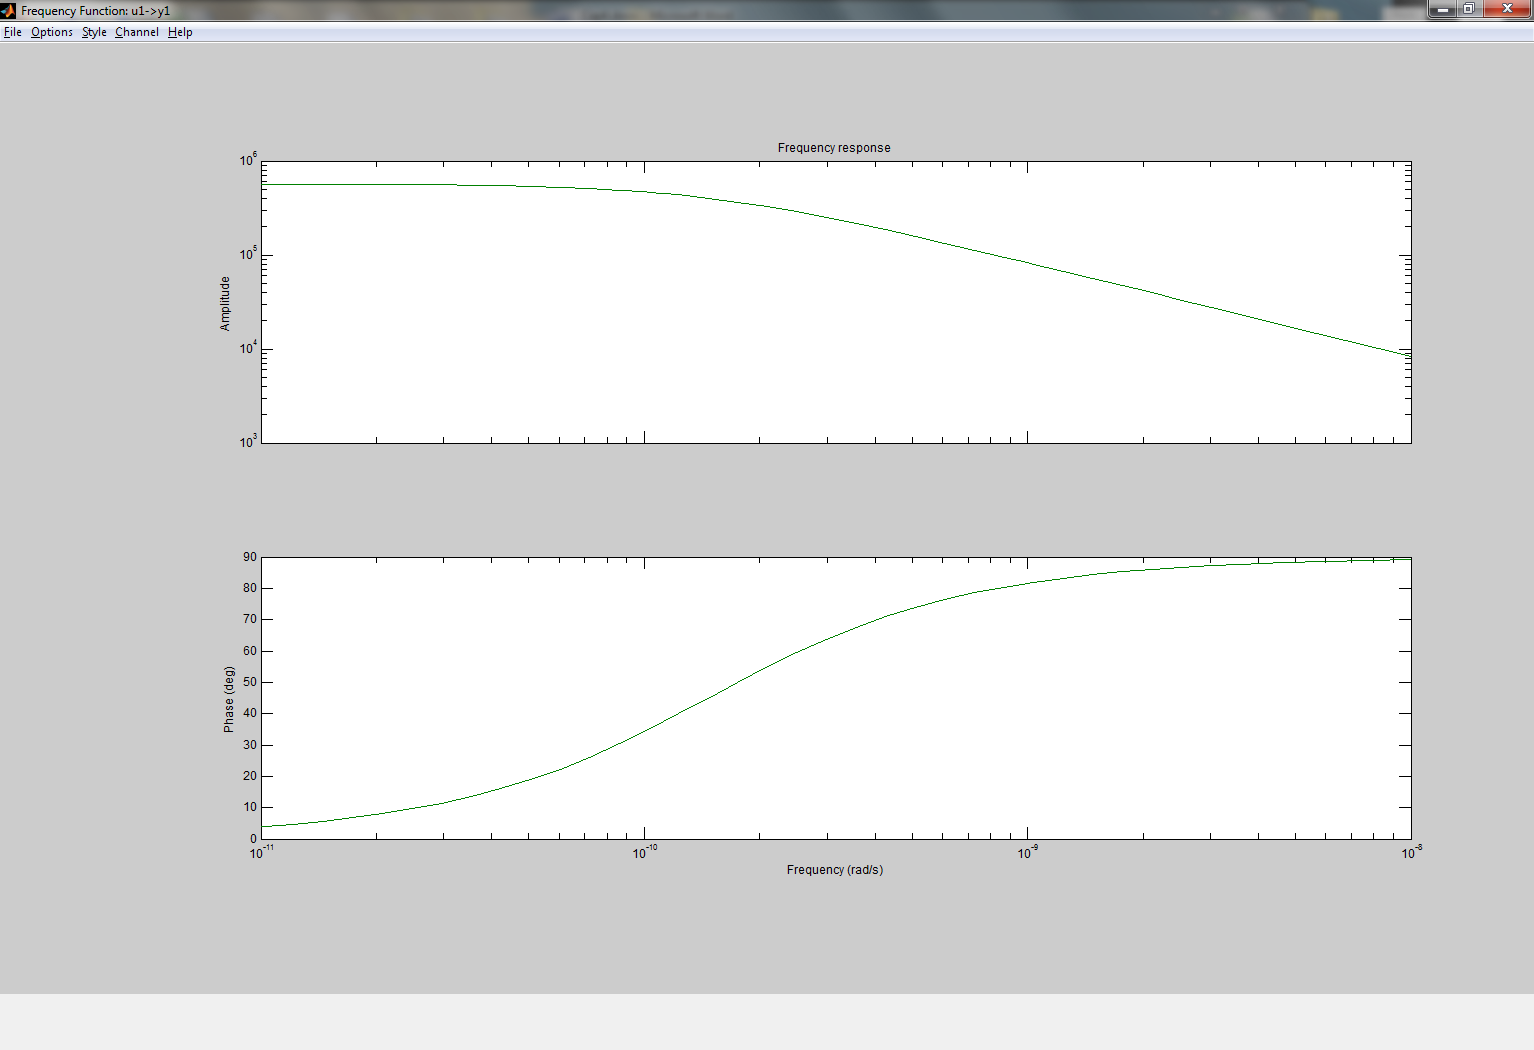 Frequency Function: u1->y1
File Options Style Channel Help
Frequency response
10^6
10^5
10^4
10^3
Amplitude
90
80
70
60
50
40
30
20
10
0
Phase (deg)
10^-11 10^-10 10^-9 10^-8
Frequency (rad/s)